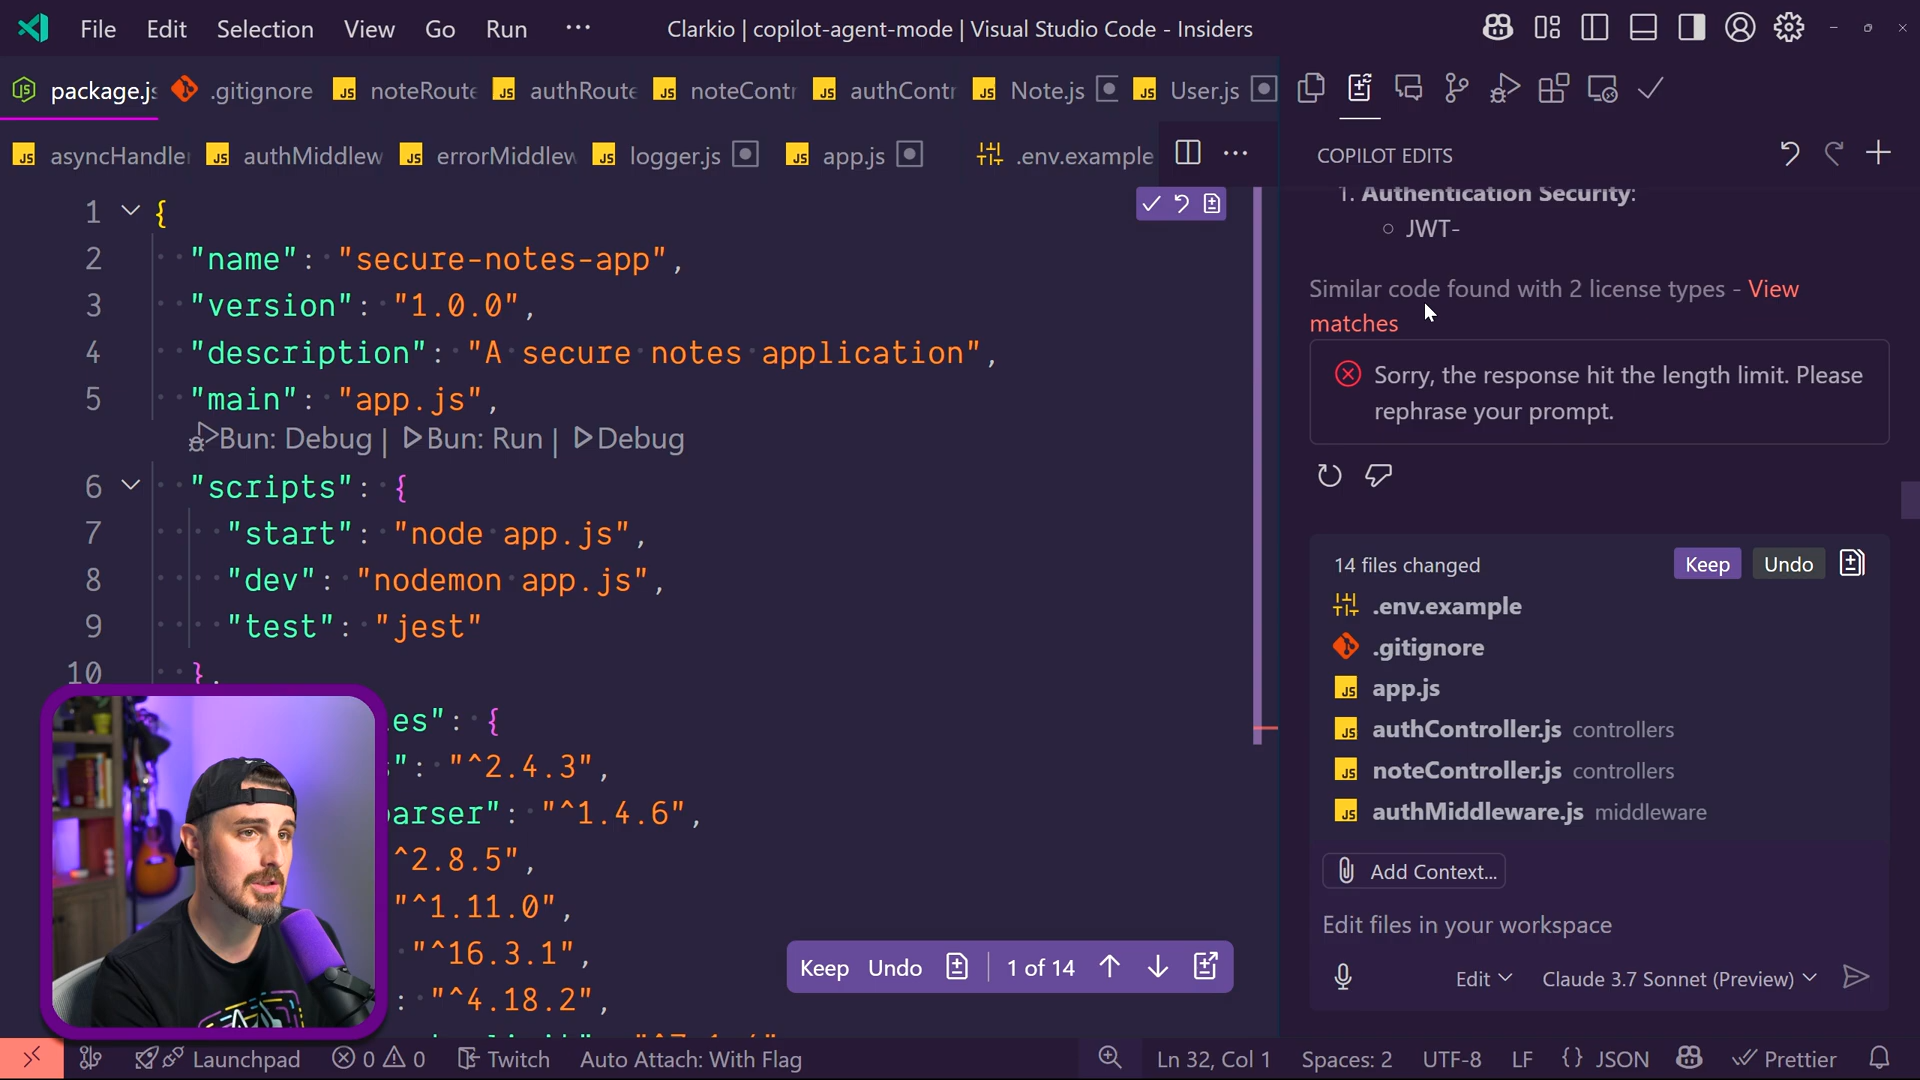 File Edit Selection View Go Run ··· Clarkio | copilot-agent-mode | Visual Studio Code - Insiders
package.js .gitignore noteRoute authRoute noteContr authContr Note.js User.js
asyncHandler authMiddlew errorMiddlew logger.js app.js .env.example ···
COPILOT EDITS
1 {
2 "name": "secure-notes-app",
3 "version": "1.0.0",
4 "description": "A secure notes application",
5 "main": "app.js",
Bun: Debug | Bun: Run | Debug
6 "scripts": {
7 "start": "node app.js",
8 "dev": "nodemon app.js",
9 "test": "jest"
10 },
es": {
": "^2.4.3",
parser": "^1.4.6",
^2.8.5",
"^1.11.0",
"^16.3.1",
: "^4.18.2",
Keep Undo 1 of 14
1. Authentication Security:
JWT-
Similar code found with 2 license types - View
matches
Sorry, the response hit the length limit. Please
rephrase your prompt.
14 files changed Keep Undo
.env.example
.gitignore
app.js
authController.js controllers
noteController.js controllers
authMiddleware.js middleware
Add Context...
Edit files in your workspace
Edit Claude 3.7 Sonnet (Preview)
Launchpad 0 0 Twitch Auto Attach: With Flag Ln 32, Col 1 Spaces: 2 UTF-8 LF {} JSON Prettier